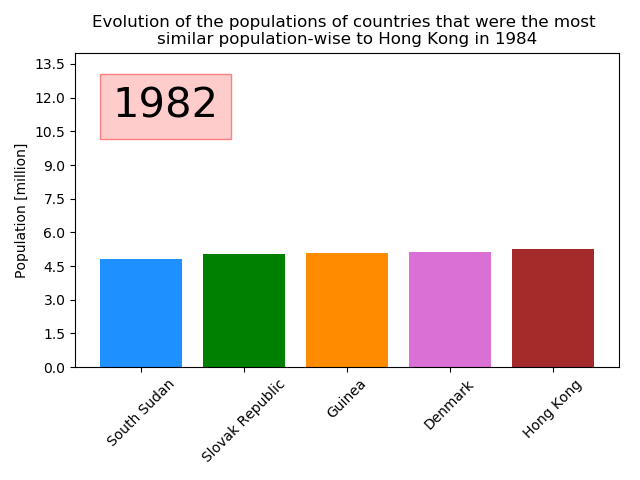 Evolution of the populations of countries that were the most
similar population-wise to Hong Kong in 1984
1982
Population [million]
13.5
12.0
10.5
9.0
7.5
6.0
4.5
3.0
1.5
0.0
South Sudan
Slovak Republic
Guinea
Denmark
Hong Kong